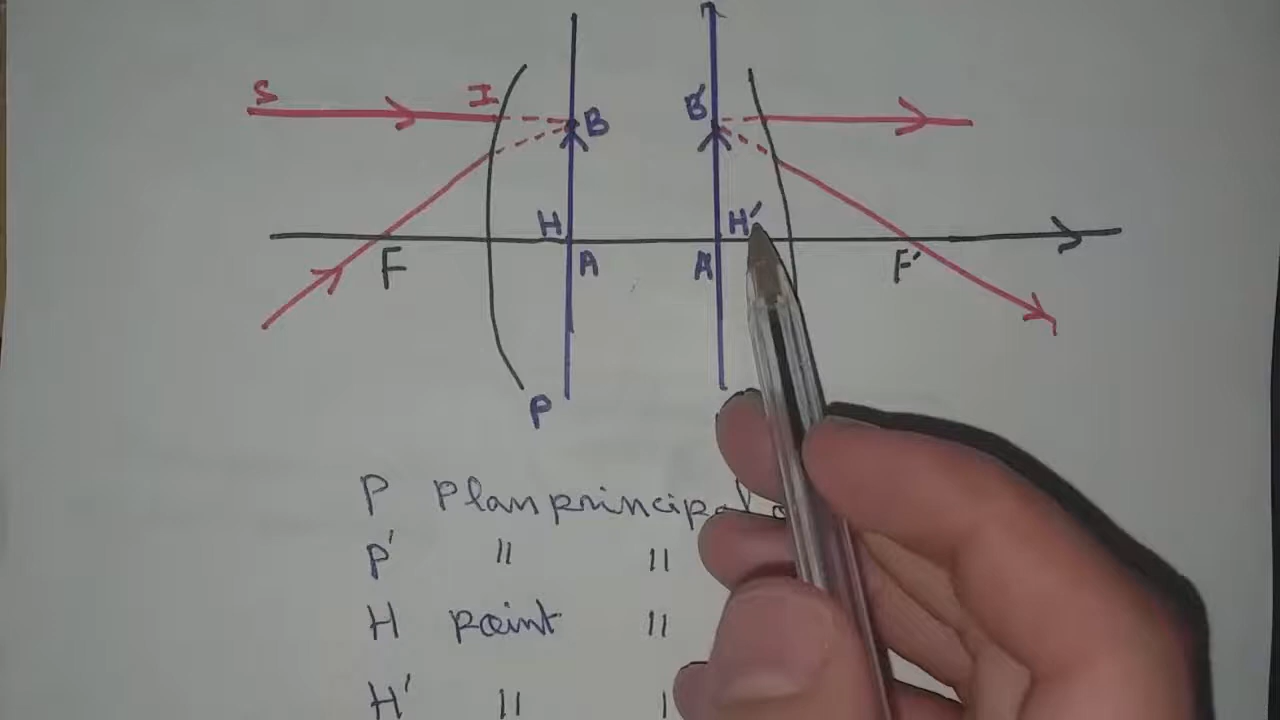 S I B B'
H H'
A A'
F F'
P
P Plan principal
P' " "
H point "
H' "